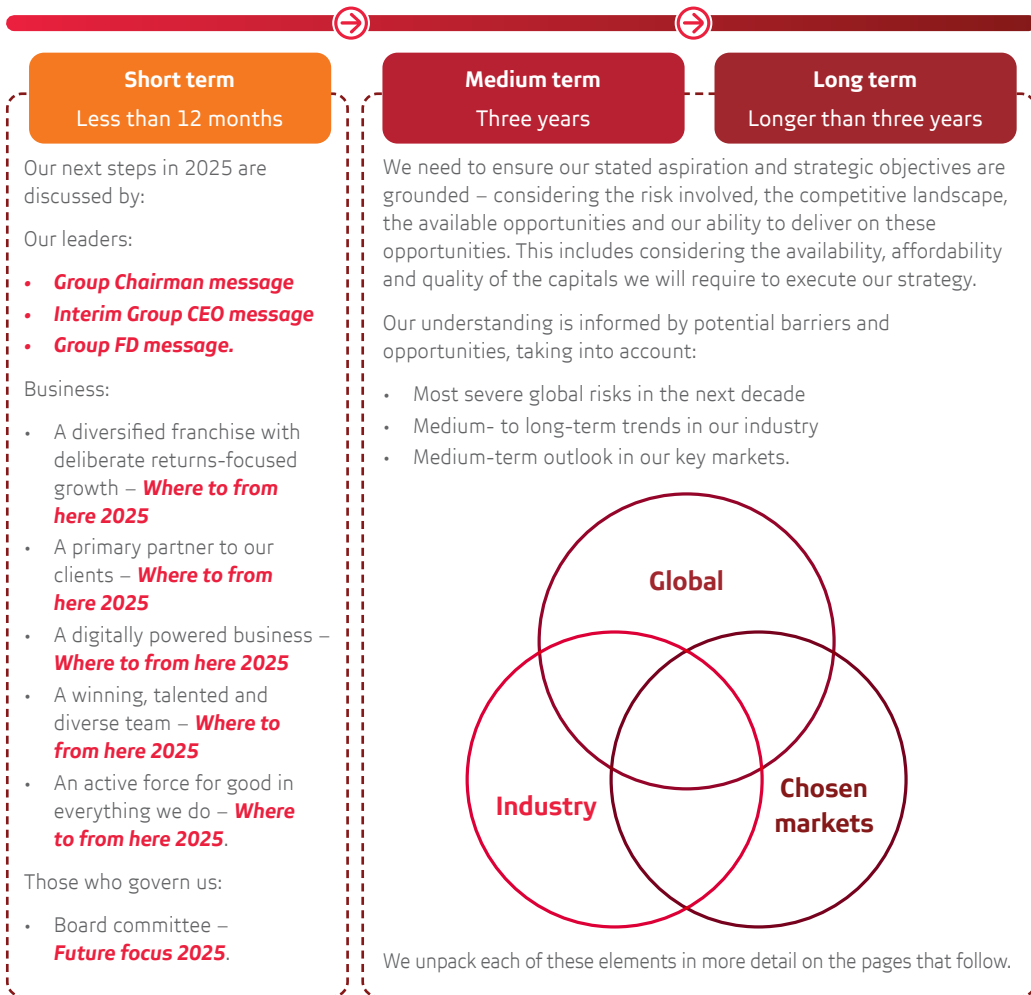 Short term
Less than 12 months
Our next steps in 2025 are
discussed by:
Our leaders:
• Group Chairman message
• Interim Group CEO message
• Group FD message.
Business:
• A diversified franchise with
deliberate returns-focused
growth – Where to from
here 2025
• A primary partner to our
clients – Where to from
here 2025
• A digitally powered business –
Where to from here 2025
• A winning, talented and
diverse team – Where to
from here 2025
• An active force for good in
everything we do – Where
to from here 2025.
Those who govern us:
• Board committee –
Future focus 2025.
Medium term
Three years
Long term
Longer than three years
We need to ensure our stated aspiration and strategic objectives are
grounded – considering the risk involved, the competitive landscape,
the available opportunities and our ability to deliver on these
opportunities. This includes considering the availability, affordability
and quality of the capitals we will require to execute our strategy.
Our understanding is informed by potential barriers and
opportunities, taking into account:
• Most severe global risks in the next decade
• Medium- to long-term trends in our industry
• Medium-term outlook in our key markets.
Global
Industry
Chosen
markets
We unpack each of these elements in more detail on the pages that follow.